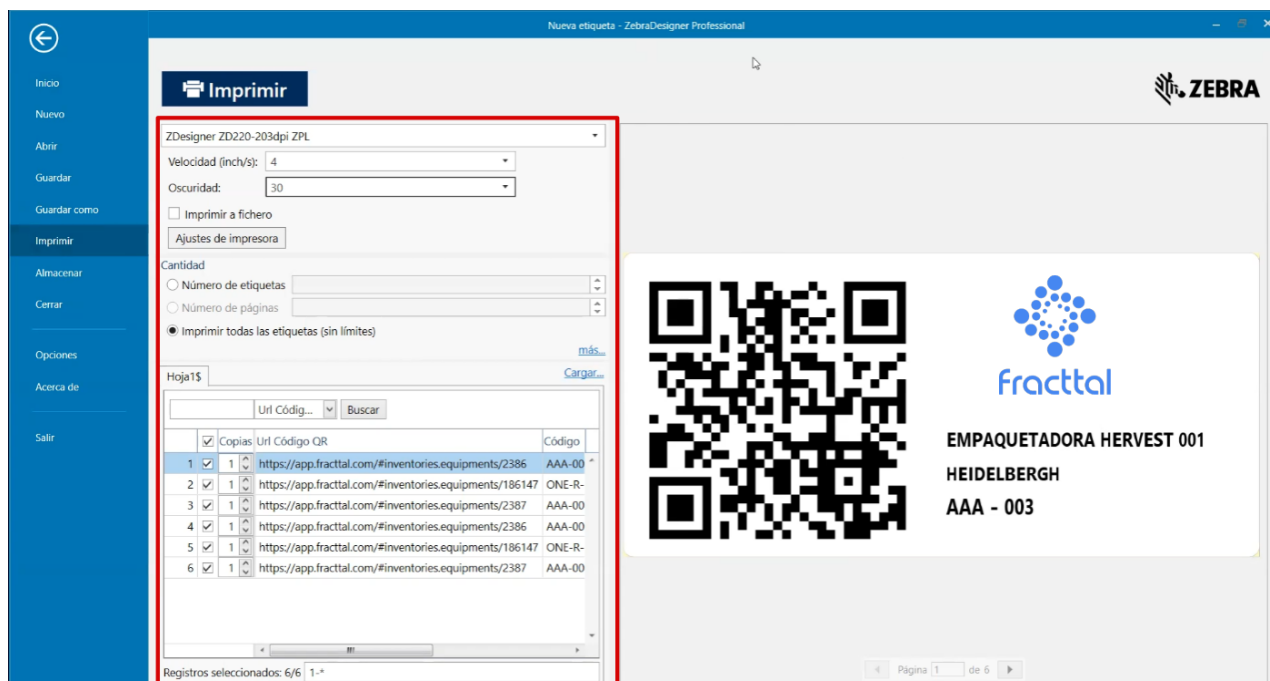 Nueva etiqueta - ZebraDesigner Professional
Inicio
Nuevo
Abrir
Guardar
Guardar como
Imprimir
Almacenar
Cerrar
Opciones
Acerca de
Salir
Imprimir
ZEBRA
ZDesigner ZD220-203dpi ZPL
Velocidad (inch/s): 4
Oscuridad: 30
Imprimir a fichero
Ajustes de impresora
Cantidad
Número de etiquetas
Número de páginas
Imprimir todas las etiquetas (sin límites)
más...
Hoja1$ Cargar...
Url Códig... Buscar
Copias Url Código QR Código
1 1 https://app.fracttal.com/#inventories.equipments/2386 AAA-00
2 1 https://app.fracttal.com/#inventories.equipments/186147 ONE-R-
3 1 https://app.fracttal.com/#inventories.equipments/2387 AAA-00
4 1 https://app.fracttal.com/#inventories.equipments/2386 AAA-00
5 1 https://app.fracttal.com/#inventories.equipments/186147 ONE-R-
6 1 https://app.fracttal.com/#inventories.equipments/2387 AAA-00
Registros seleccionados: 6/6 1-*
fracttal
EMPAQUETADORA HERVEST 001
HEIDELBERGH
AAA - 003
Página 1 de 6